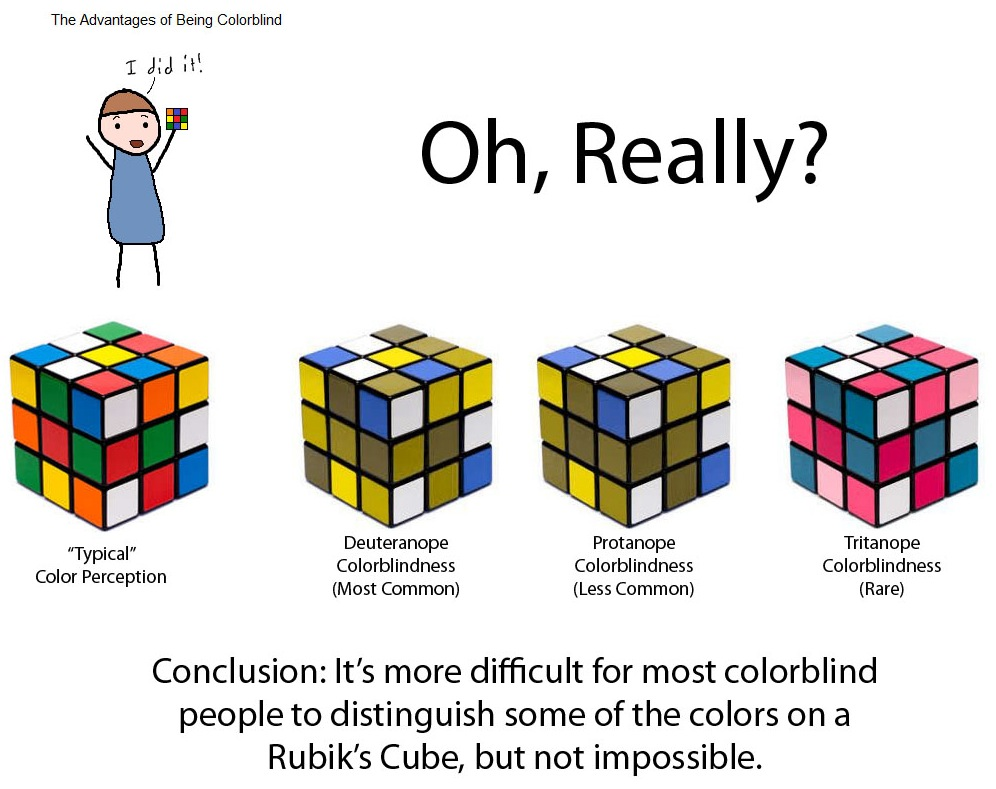 The Advantages of Being Colorblind
I did it!
Oh, Really?
“Typical”
Color Perception
Deuteranope
Colorblindness
(Most Common)
Protanope
Colorblindness
(Less Common)
Tritanope
Colorblindness
(Rare)
Conclusion: It’s more difficult for most colorblind
people to distinguish some of the colors on a
Rubik’s Cube, but not impossible.